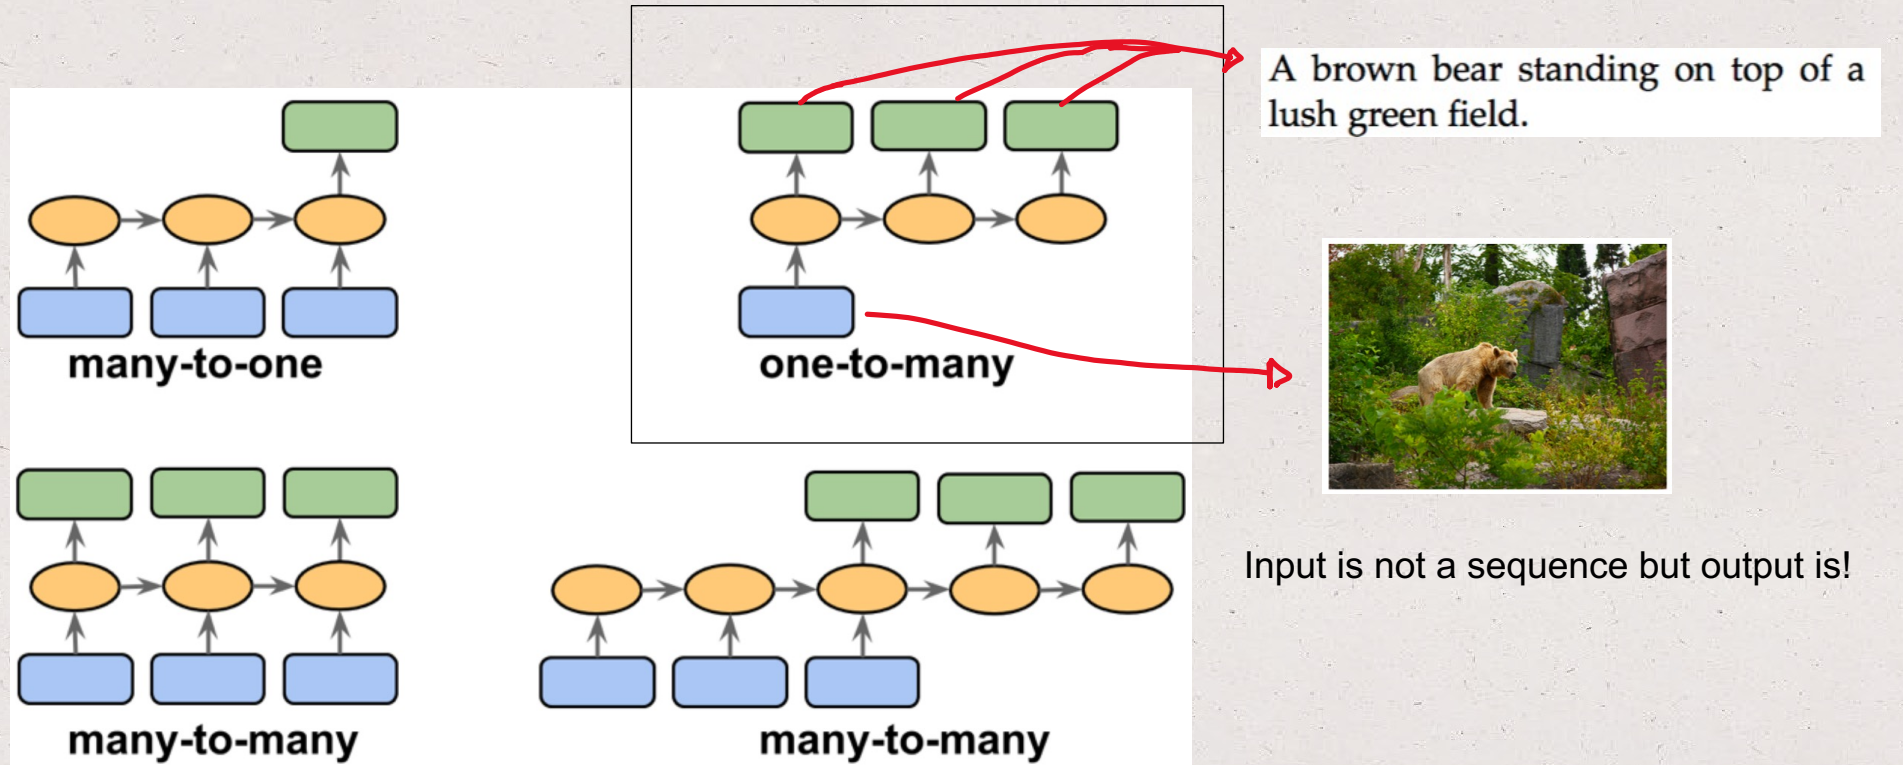 A brown bear standing on top of a
lush green field.
many-to-one
one-to-many
Input is not a sequence but output is!
many-to-many
many-to-many